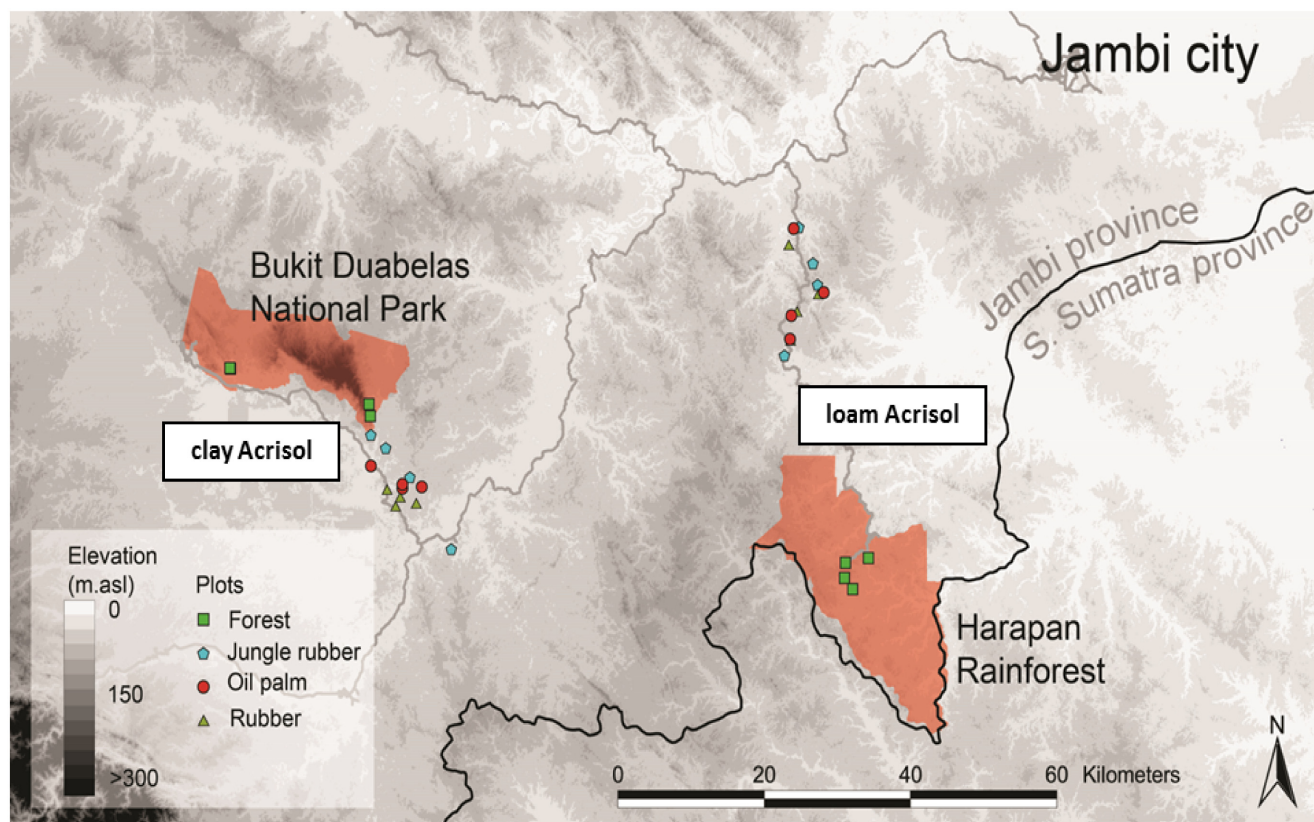 Jambi city
Jambi province
S. Sumatra province
Bukit Duabelas
National Park
clay Acrisol
loam Acrisol
Harapan
Rainforest
Elevation
(m.asl)
0
150
>300
Plots
Forest
Jungle rubber
Oil palm
Rubber
0 20 40 60 Kilometers
N